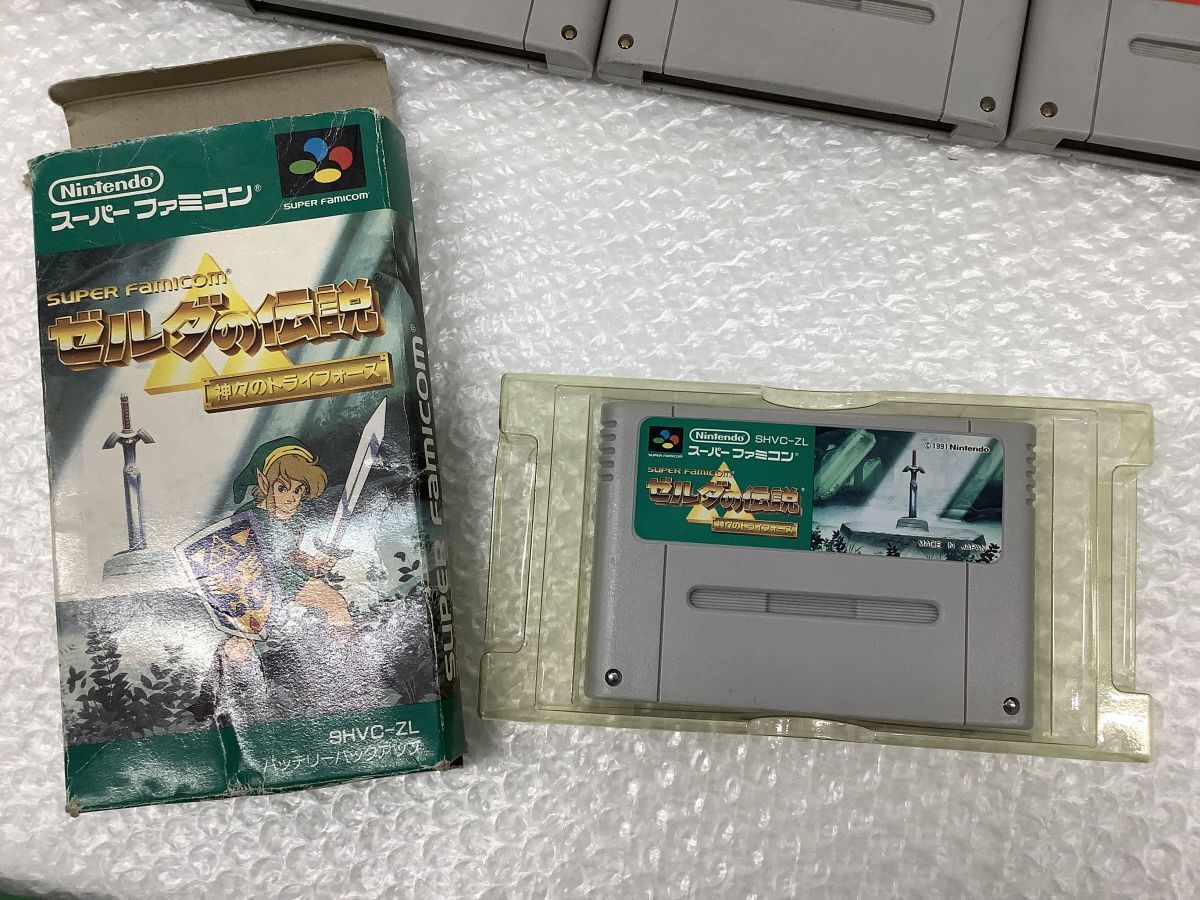 Nintendo
スーパーファミコン®
SUPER FAMICOM
SUPER FAMICOM®
ゼルダの伝説®
神々のトライフォース
SHVC-ZL
バッテリーバックアップ
SUPER FAMICOM®
SUPER FAMICOM
Nintendo SHVC-ZL
スーパーファミコン®
SUPER FAMICOM®
ゼルダの伝説®
神々のトライフォース
©1991 Nintendo
MADE IN JAPAN